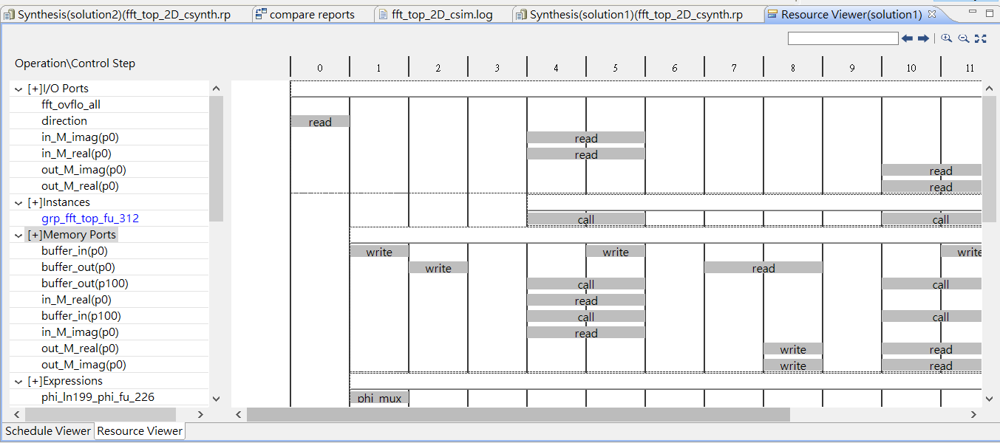 Synthesis(solution2)(fft_top_2D_csynth.rp
compare reports
fft_top_2D_csim.log
Synthesis(solution1)(fft_top_2D_csynth.rp
Resource Viewer(solution1)
Operation\Control Step
0 1 2 3 4 5 6 7 8 9 10 11
[+]I/O Ports
fft_ovflo_all
direction read
in_M_imag(p0) read
in_M_real(p0) read
out_M_imag(p0) read
out_M_real(p0) read
[+]Instances
grp_fft_top_fu_312 call call
[+]Memory Ports
buffer_in(p0) write write write
buffer_out(p0) write read
buffer_out(p100) call call
in_M_real(p0) read
buffer_in(p100) call call
in_M_imag(p0) read
out_M_real(p0) write read
out_M_imag(p0) write read
[+]Expressions
phi_ln199_phi_fu_226 phi_mux
Schedule Viewer Resource Viewer